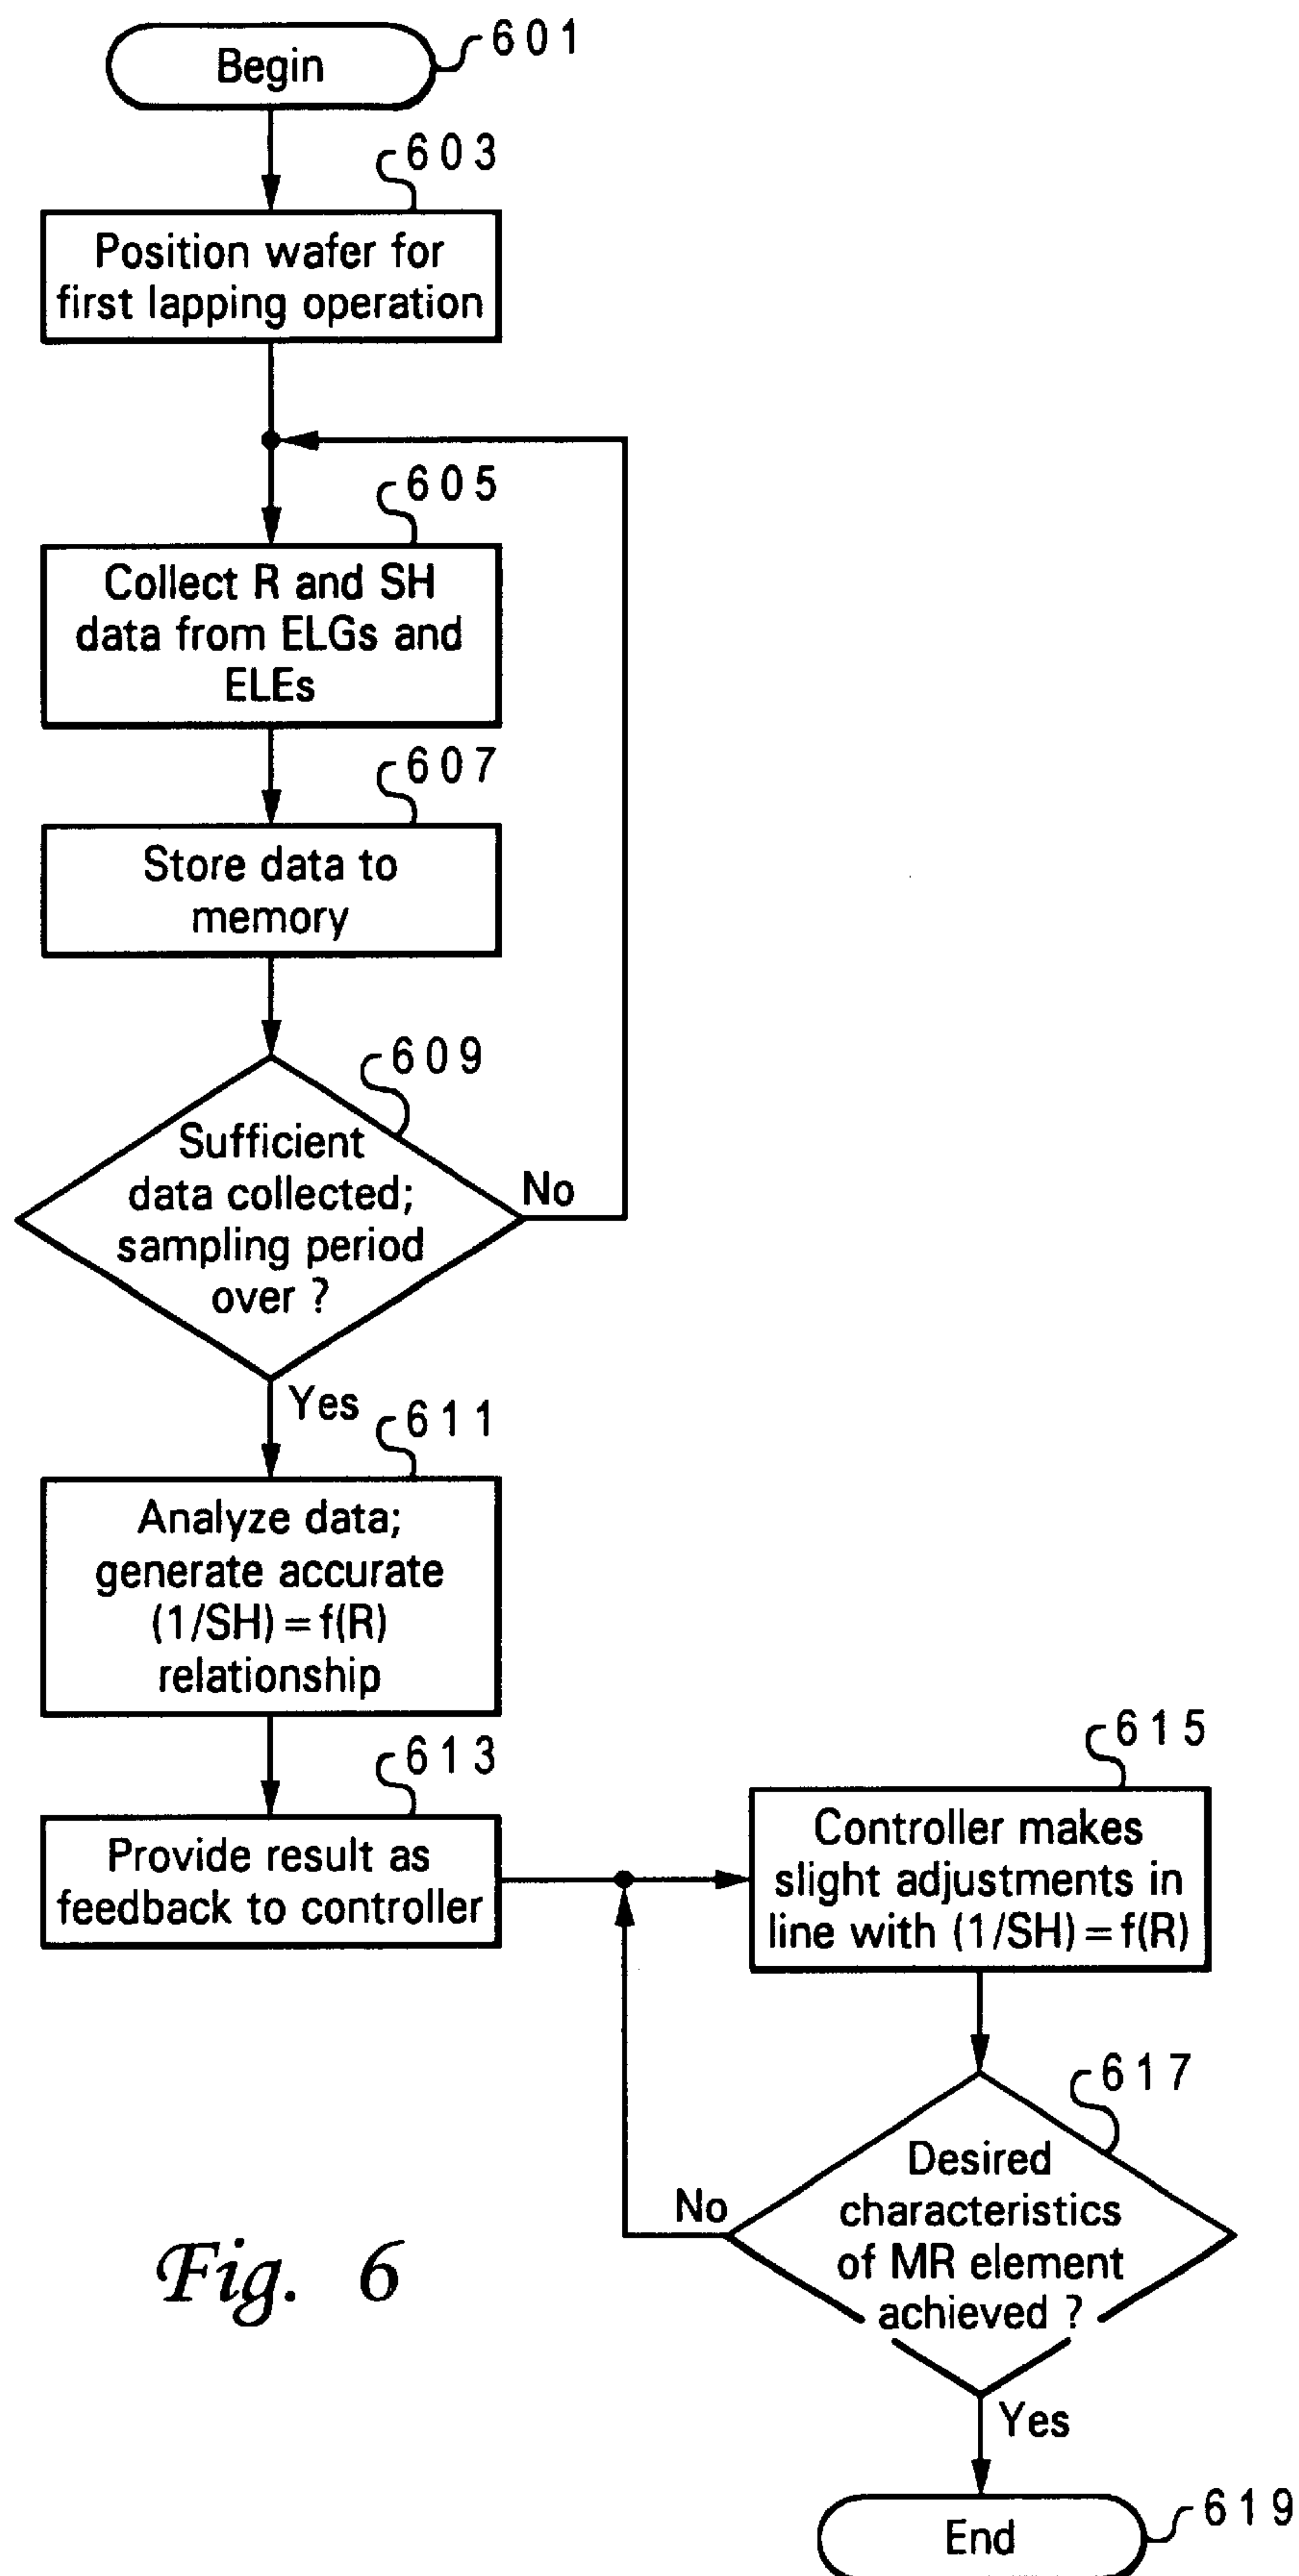 Begin
601
603
Position wafer for
first lapping operation
605
Collect R and SH
data from ELGs and
ELEs
607
Store data to
memory
609
Sufficient
data collected;
sampling period
over ?
No
Yes
611
Analyze data;
generate accurate
(1/SH) = f(R)
relationship
613
Provide result as
feedback to controller
615
Controller makes
slight adjustments in
line with (1/SH) = f(R)
617
Desired
characteristics
of MR element
achieved ?
No
Yes
End
619
Fig. 6